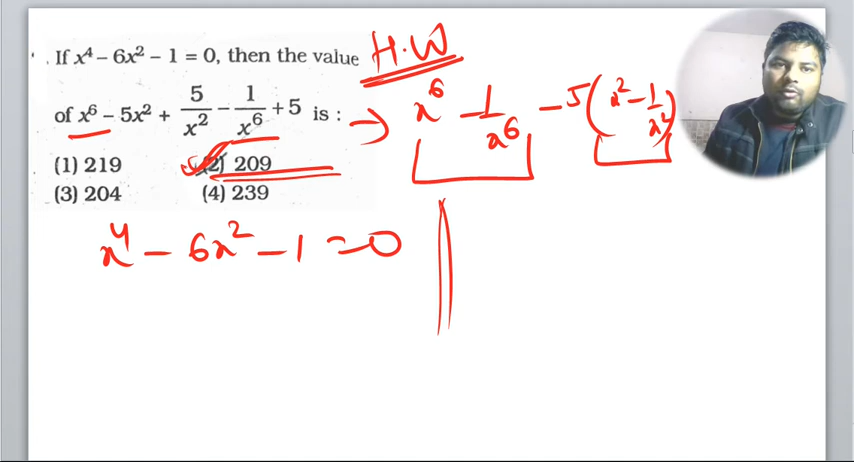 If x⁴ – 6x² – 1 = 0, then the value
of x⁶ – 5x² + 5/x² – 1/x⁶ + 5 is :
(1) 219 (2) 209
(3) 204 (4) 239
H.W
→ x⁶ – 1/x⁶ – 5(x² – 1/x²)
x⁴ – 6x² – 1 = 0